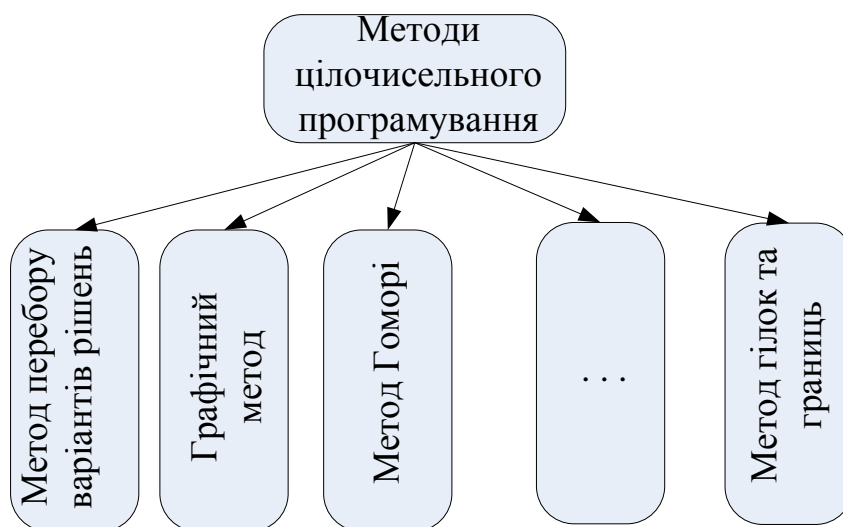 Методи
цілочисельного
програмування
Метод перебору
варіантів рішень
Графічний
метод
Метод Гоморі
. . .
Метод гілок та
границь